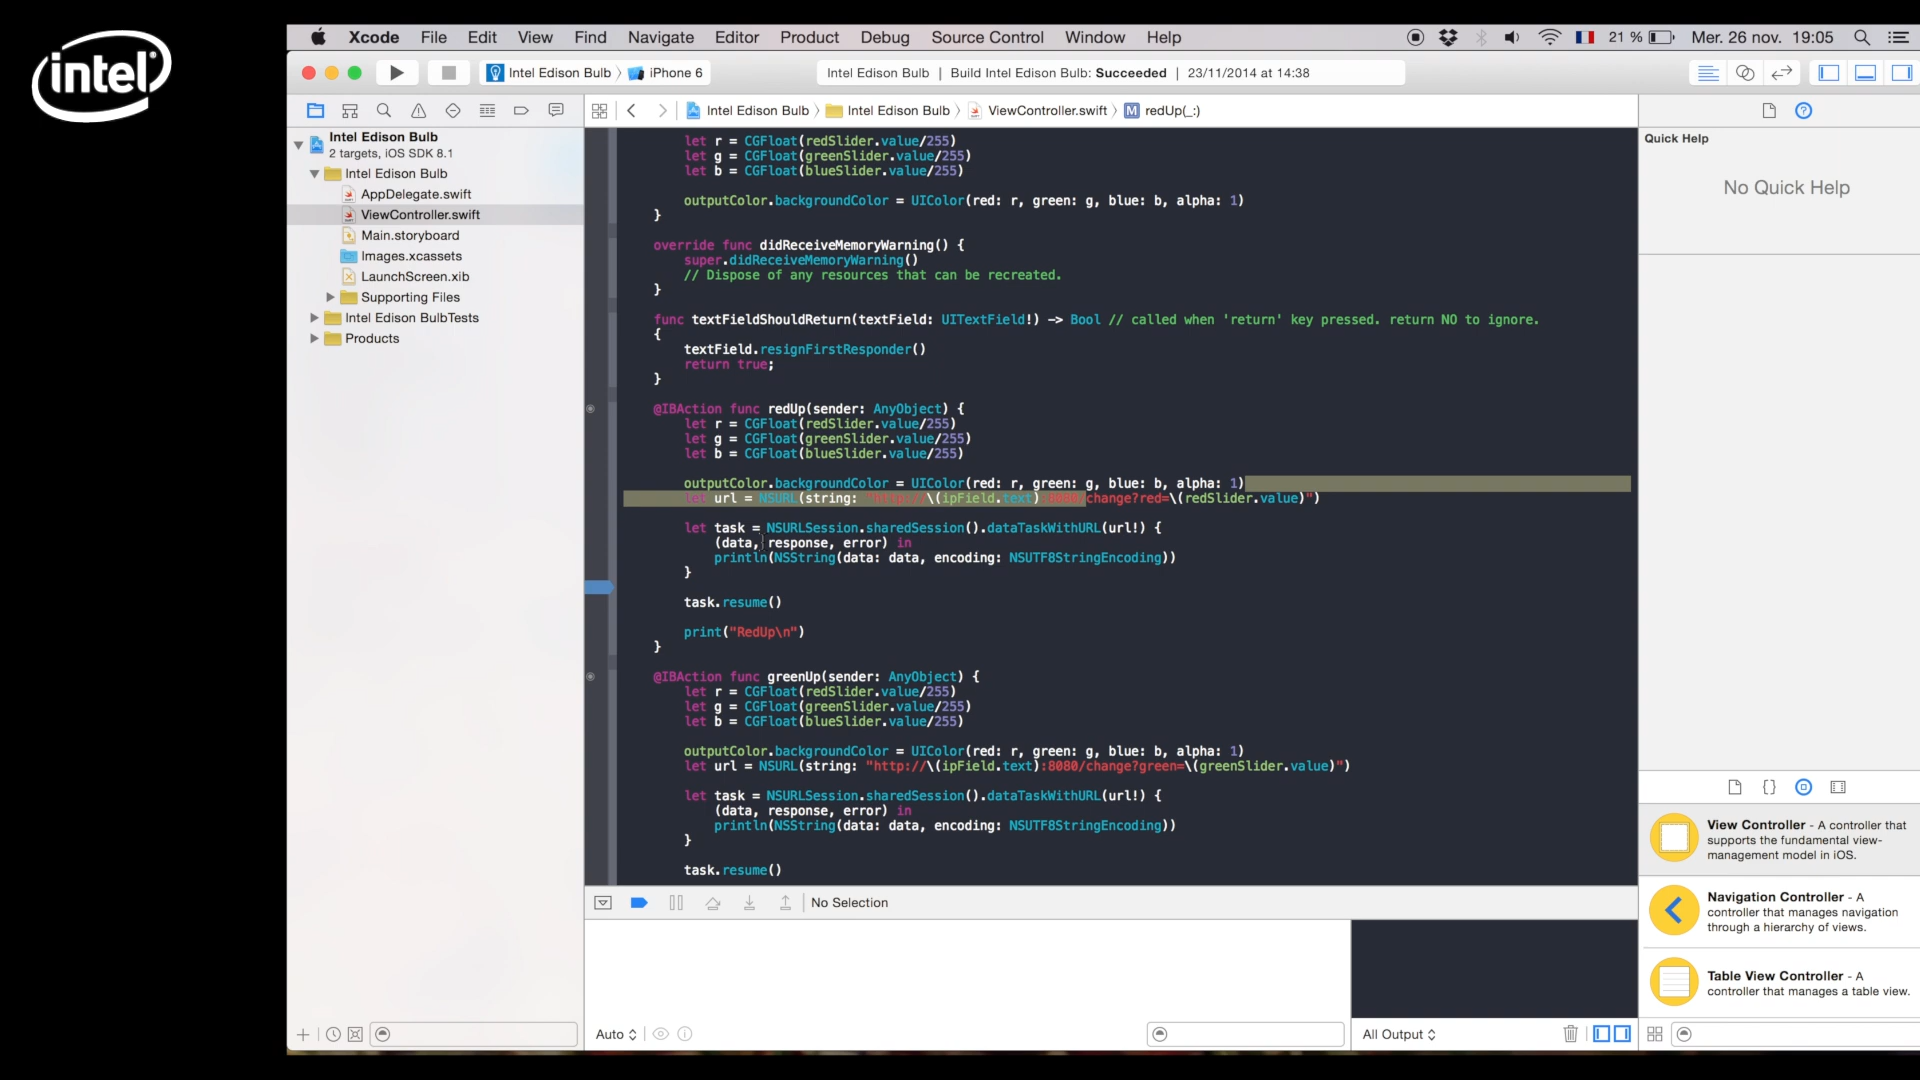 intel
Xcode File Edit View Find Navigate Editor Product Debug Source Control Window Help 21 % Mer. 26 nov. 19:05
Intel Edison Bulb iPhone 6
Intel Edison Bulb | Build Intel Edison Bulb: Succeeded | 23/11/2014 at 14:38
Intel Edison Bulb Intel Edison Bulb ViewController.swift M redUp(_:)
Intel Edison Bulb
2 targets, iOS SDK 8.1
Intel Edison Bulb
AppDelegate.swift
ViewController.swift
Main.storyboard
Images.xcassets
LaunchScreen.xib
Supporting Files
Intel Edison BulbTests
Products
let r = CGFloat(redSlider.value/255)
let g = CGFloat(greenSlider.value/255)
let b = CGFloat(blueSlider.value/255)
outputColor.backgroundColor = UIColor(red: r, green: g, blue: b, alpha: 1)
}
override func didReceiveMemoryWarning() {
super.didReceiveMemoryWarning()
// Dispose of any resources that can be recreated.
}
func textFieldShouldReturn(textField: UITextField!) -> Bool // called when 'return' key pressed. return NO to ignore.
{
textField.resignFirstResponder()
return true;
}
@IBAction func redUp(sender: AnyObject) {
let r = CGFloat(redSlider.value/255)
let g = CGFloat(greenSlider.value/255)
let b = CGFloat(blueSlider.value/255)
outputColor.backgroundColor = UIColor(red: r, green: g, blue: b, alpha: 1)
let url = NSURL(string: "http://\(ipField.text):8080/change?red=\(redSlider.value)")
let task = NSURLSession.sharedSession().dataTaskWithURL(url!) {
(data, response, error) in
println(NSString(data: data, encoding: NSUTF8StringEncoding))
}
task.resume()
print("RedUp\n")
}
@IBAction func greenUp(sender: AnyObject) {
let r = CGFloat(redSlider.value/255)
let g = CGFloat(greenSlider.value/255)
let b = CGFloat(blueSlider.value/255)
outputColor.backgroundColor = UIColor(red: r, green: g, blue: b, alpha: 1)
let url = NSURL(string: "http://\(ipField.text):8080/change?green=\(greenSlider.value)")
let task = NSURLSession.sharedSession().dataTaskWithURL(url!) {
(data, response, error) in
println(NSString(data: data, encoding: NSUTF8StringEncoding))
}
task.resume()
No Selection
Auto
All Output
Quick Help
No Quick Help
View Controller - A controller that
supports the fundamental view-
management model in iOS.
Navigation Controller - A
controller that manages navigation
through a hierarchy of views.
Table View Controller - A
controller that manages a table view.